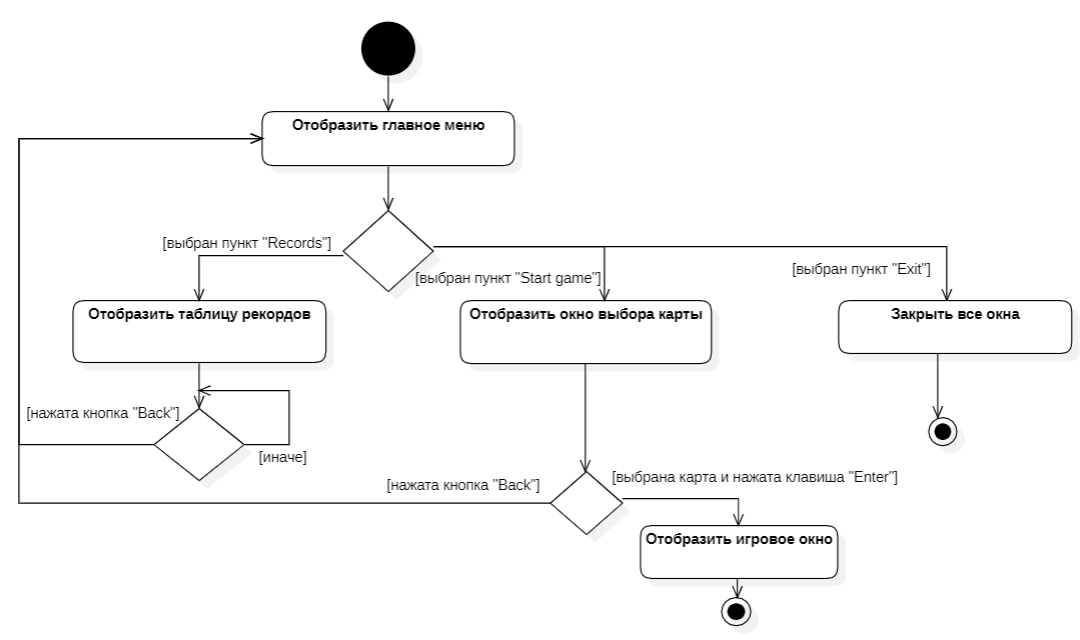 Отобразить главное меню
[выбран пункт "Records"]
[выбран пункт "Start game"]
[выбран пункт "Exit"]
Отобразить таблицу рекордов
Отобразить окно выбора карты
Закрыть все окна
[нажата кнопка "Back"]
[иначе]
[нажата кнопка "Back"]
[выбрана карта и нажата клавиша "Enter"]
Отобразить игровое окно